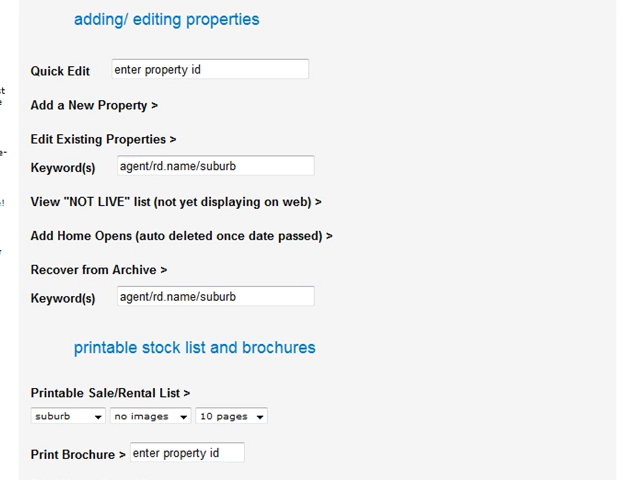 adding/ editing properties
Quick Edit enter property id
Add a New Property >
Edit Existing Properties >
Keyword(s) agent/rd.name/suburb
View "NOT LIVE" list (not yet displaying on web) >
Add Home Opens (auto deleted once date passed) >
Recover from Archive >
Keyword(s) agent/rd.name/suburb
printable stock list and brochures
Printable Sale/Rental List >
suburb no images 10 pages
Print Brochure > enter property id